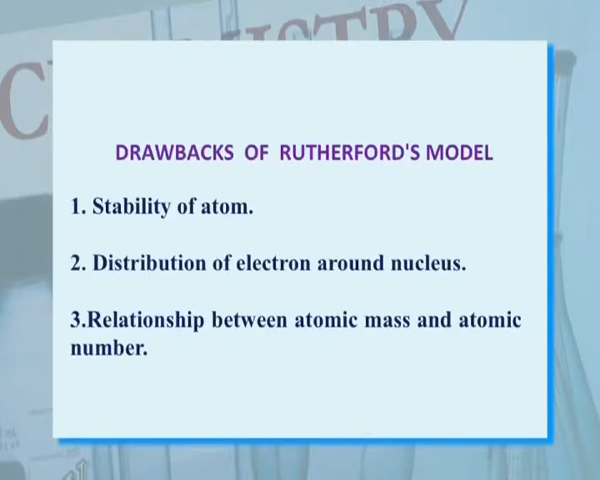 DRAWBACKS OF RUTHERFORD'S MODEL
1. Stability of atom.
2. Distribution of electron around nucleus.
3.Relationship between atomic mass and atomic
number.